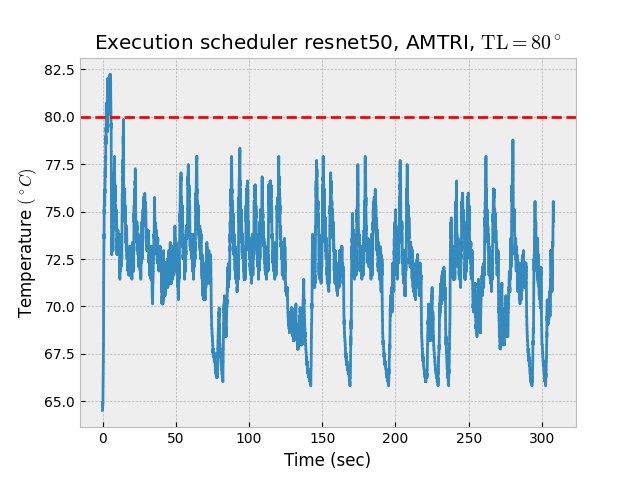 Execution scheduler resnet50, AMTRI, TL = 80°
82.5
80.0
77.5
75.0
72.5
70.0
67.5
65.0
Temperature (°C)
0 50 100 150 200 250 300
Time (sec)